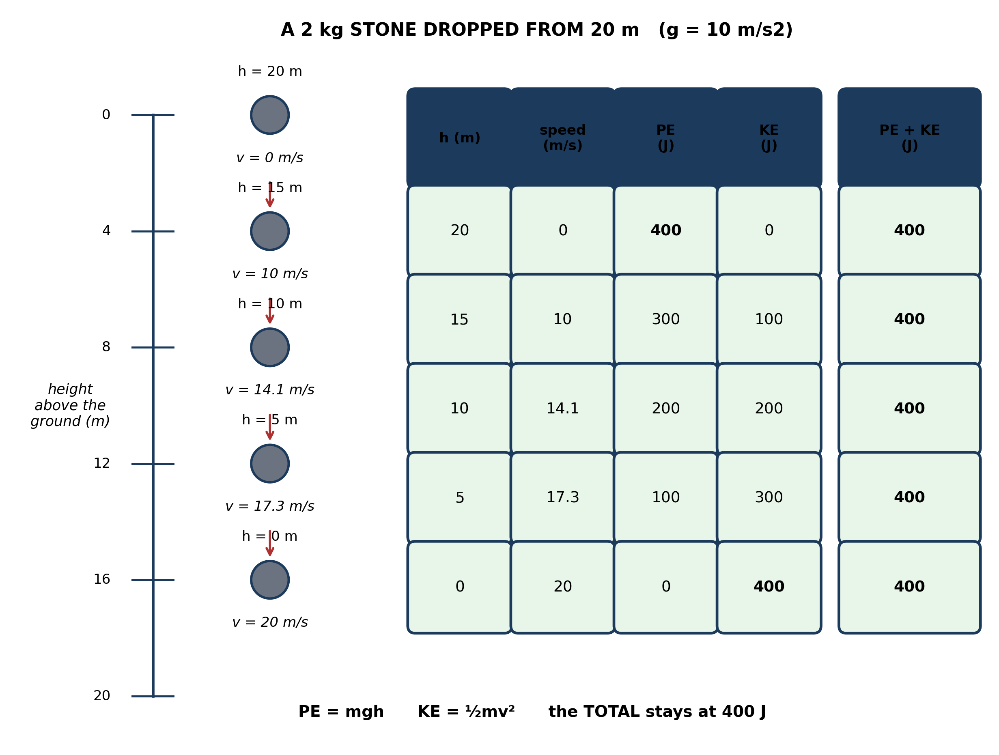 A 2 kg STONE DROPPED FROM 20 m (g = 10 m/s2)
0
4
8
12
16
20
height
above the
ground (m)
h = 20 m
v = 0 m/s
h = 15 m
v = 10 m/s
h = 10 m
v = 14.1 m/s
h = 5 m
v = 17.3 m/s
h = 0 m
v = 20 m/s
h (m) speed (m/s) PE (J) KE (J) PE + KE (J)
20 0 400 0 400
15 10 300 100 400
10 14.1 200 200 400
5 17.3 100 300 400
0 20 0 400 400
PE = mgh KE = ½mv² the TOTAL stays at 400 J